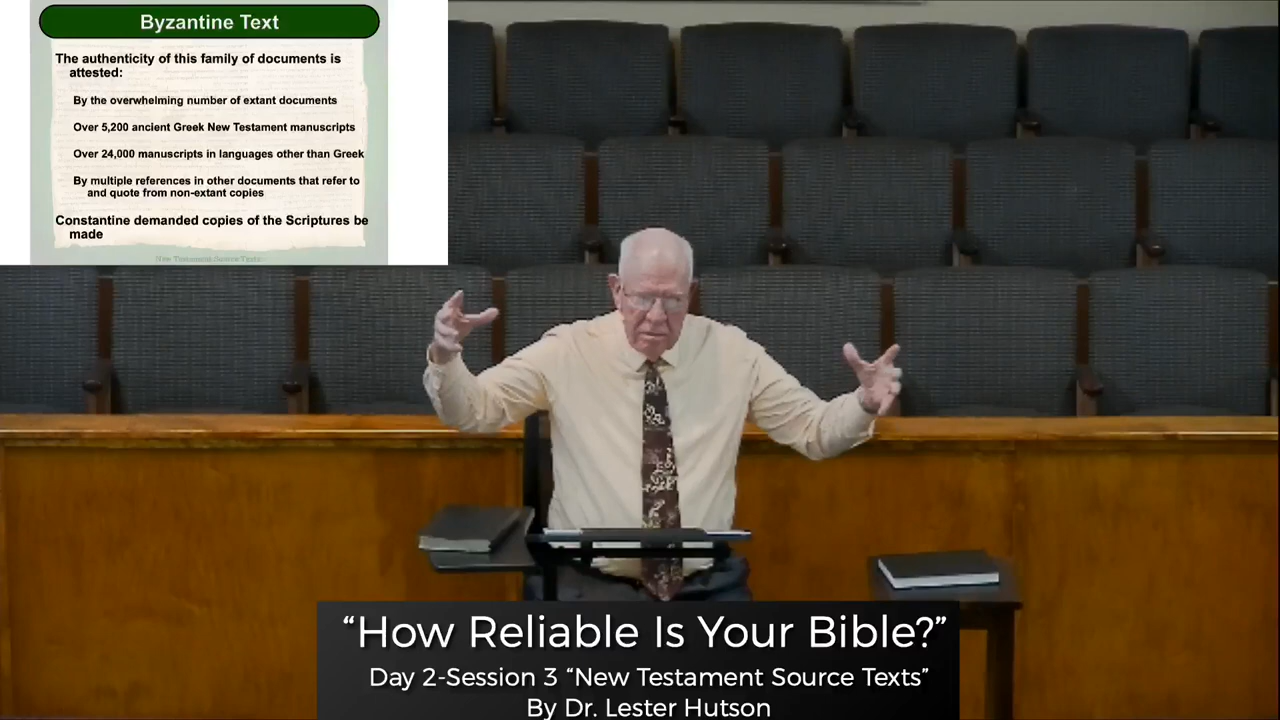 Byzantine Text
The authenticity of this family of documents is
attested:
By the overwhelming number of extant documents
Over 5,200 ancient Greek New Testament manuscripts
Over 24,000 manuscripts in languages other than Greek
By multiple references in other documents that refer to
and quote from non-extant copies
Constantine demanded copies of the Scriptures be
made
New Testament Source Texts
“How Reliable Is Your Bible?”
Day 2-Session 3 “New Testament Source Texts”
By Dr. Lester Hutson